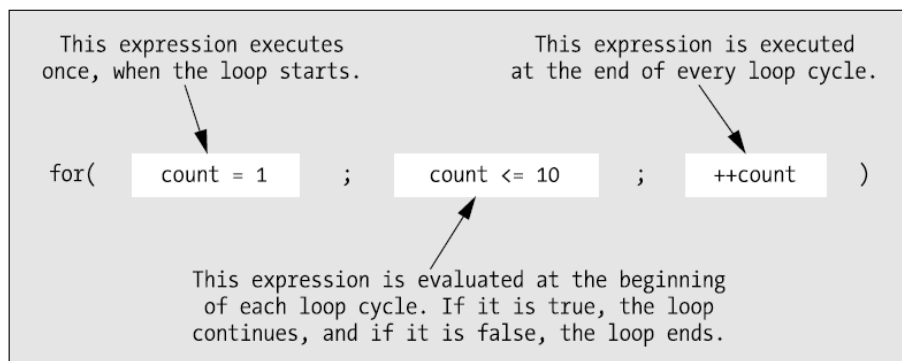 This expression executes
once, when the loop starts.
This expression is executed
at the end of every loop cycle.
for( count = 1 ; count <= 10 ; ++count )
This expression is evaluated at the beginning
of each loop cycle. If it is true, the loop
continues, and if it is false, the loop ends.